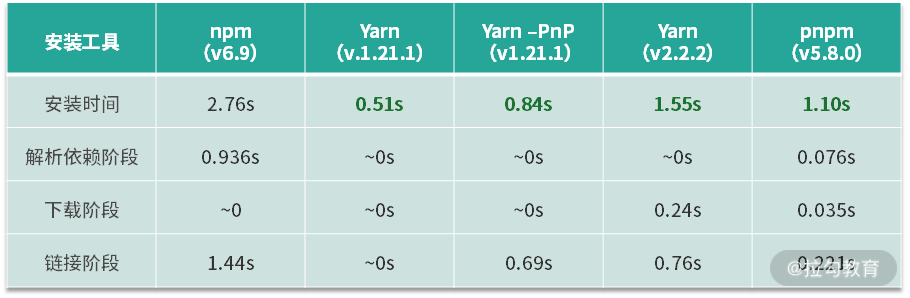 安装工具 npm (v6.9) Yarn (v.1.21.1) Yarn –PnP (v1.21.1) Yarn (v2.2.2) pnpm (v5.8.0)
安装时间 2.76s 0.51s 0.84s 1.55s 1.10s
解析依赖阶段 0.936s ~0s ~0s ~0s 0.076s
下载阶段 ~0 ~0s ~0s 0.24s 0.035s
链接阶段 1.44s ~0s 0.69s 0.76s 0.221s
@拉勾教育